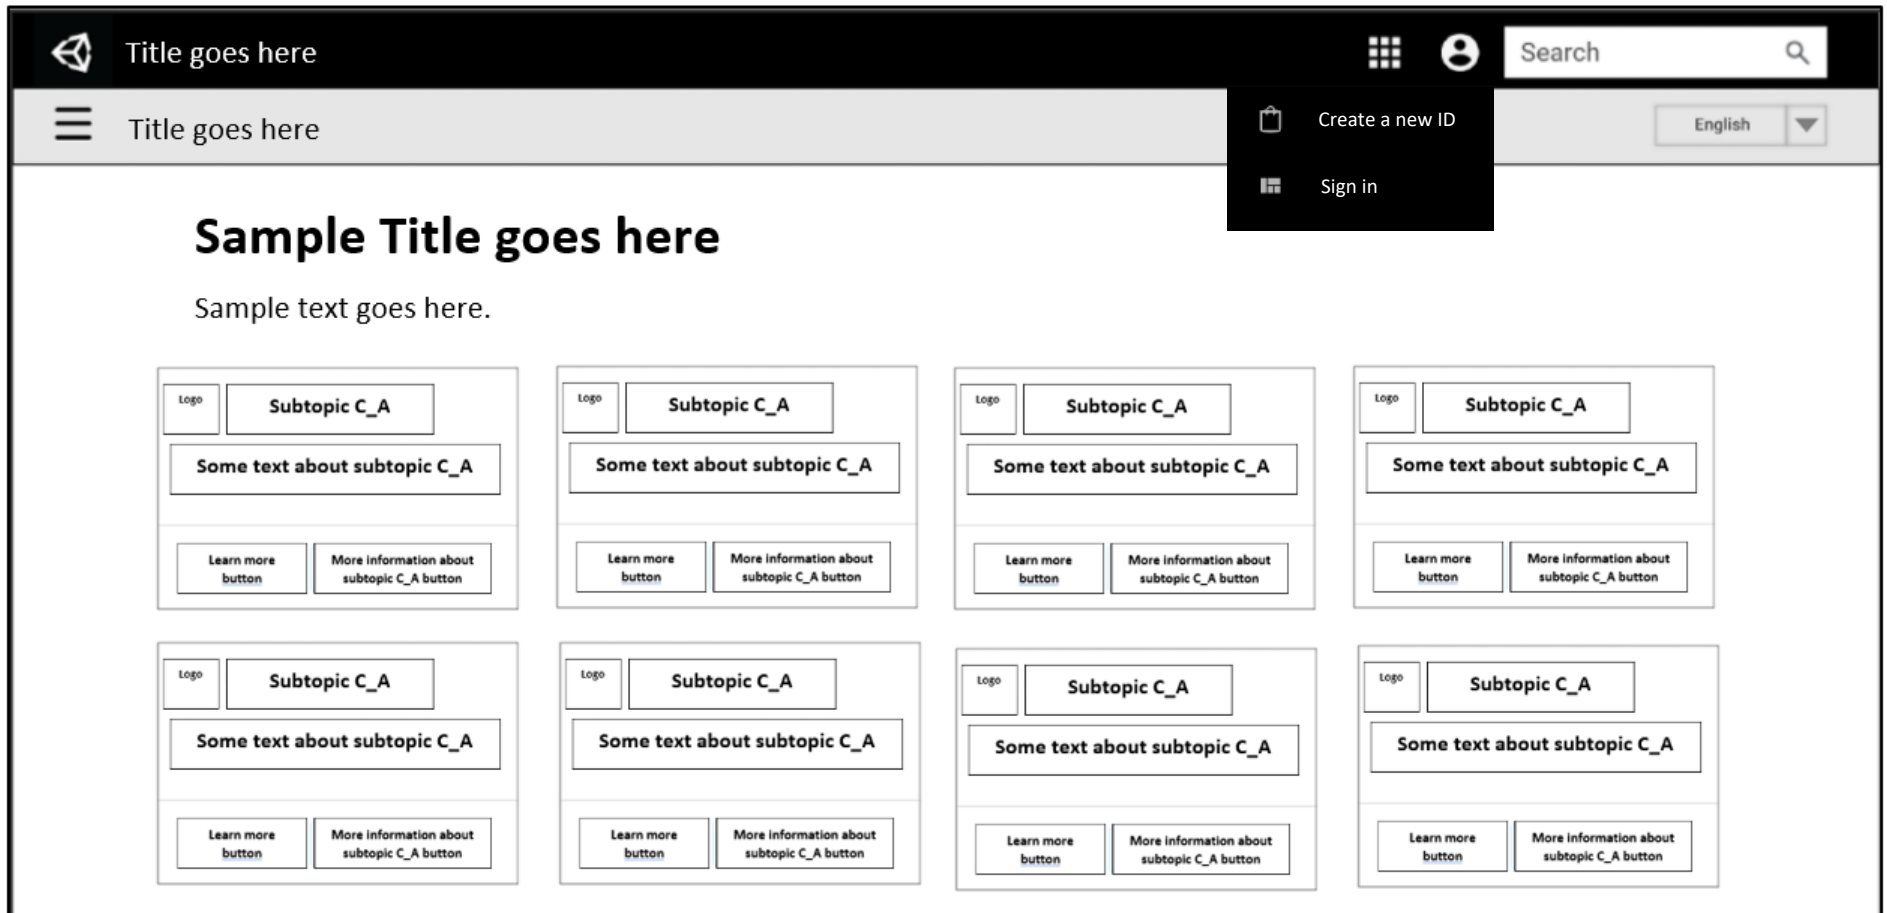 Title goes here
Search
Title goes here
Create a new ID
English
Sign in
Sample Title goes here
Sample text goes here.
Logo
Subtopic C_A
Some text about subtopic C_A
Learn more
button
More information about
subtopic C_A button
Logo
Subtopic C_A
Some text about subtopic C_A
Learn more
button
More information about
subtopic C_A button
Logo
Subtopic C_A
Some text about subtopic C_A
Learn more
button
More information about
subtopic C_A button
Logo
Subtopic C_A
Some text about subtopic C_A
Learn more
button
More information about
subtopic C_A button
Logo
Subtopic C_A
Some text about subtopic C_A
Learn more
button
More information about
subtopic C_A button
Logo
Subtopic C_A
Some text about subtopic C_A
Learn more
button
More information about
subtopic C_A button
Logo
Subtopic C_A
Some text about subtopic C_A
Learn more
button
More information about
subtopic C_A button
Logo
Subtopic C_A
Some text about subtopic C_A
Learn more
button
More information about
subtopic C_A button